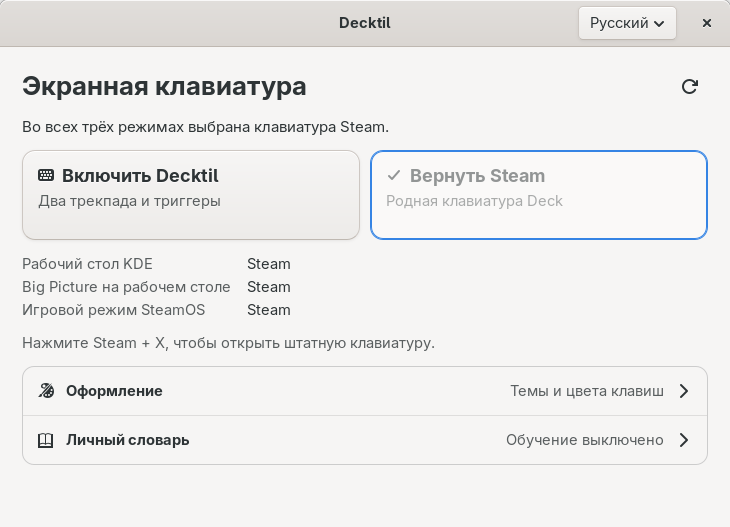 Decktil
Русский
Экранная клавиатура
Во всех трёх режимах выбрана клавиатура Steam.
Включить Decktil
Два трекпада и триггеры
Вернуть Steam
Родная клавиатура Deck
Рабочий стол KDE Steam
Big Picture на рабочем столе Steam
Игровой режим SteamOS Steam
Нажмите Steam + X, чтобы открыть штатную клавиатуру.
Оформление Темы и цвета клавиш
Личный словарь Обучение выключено